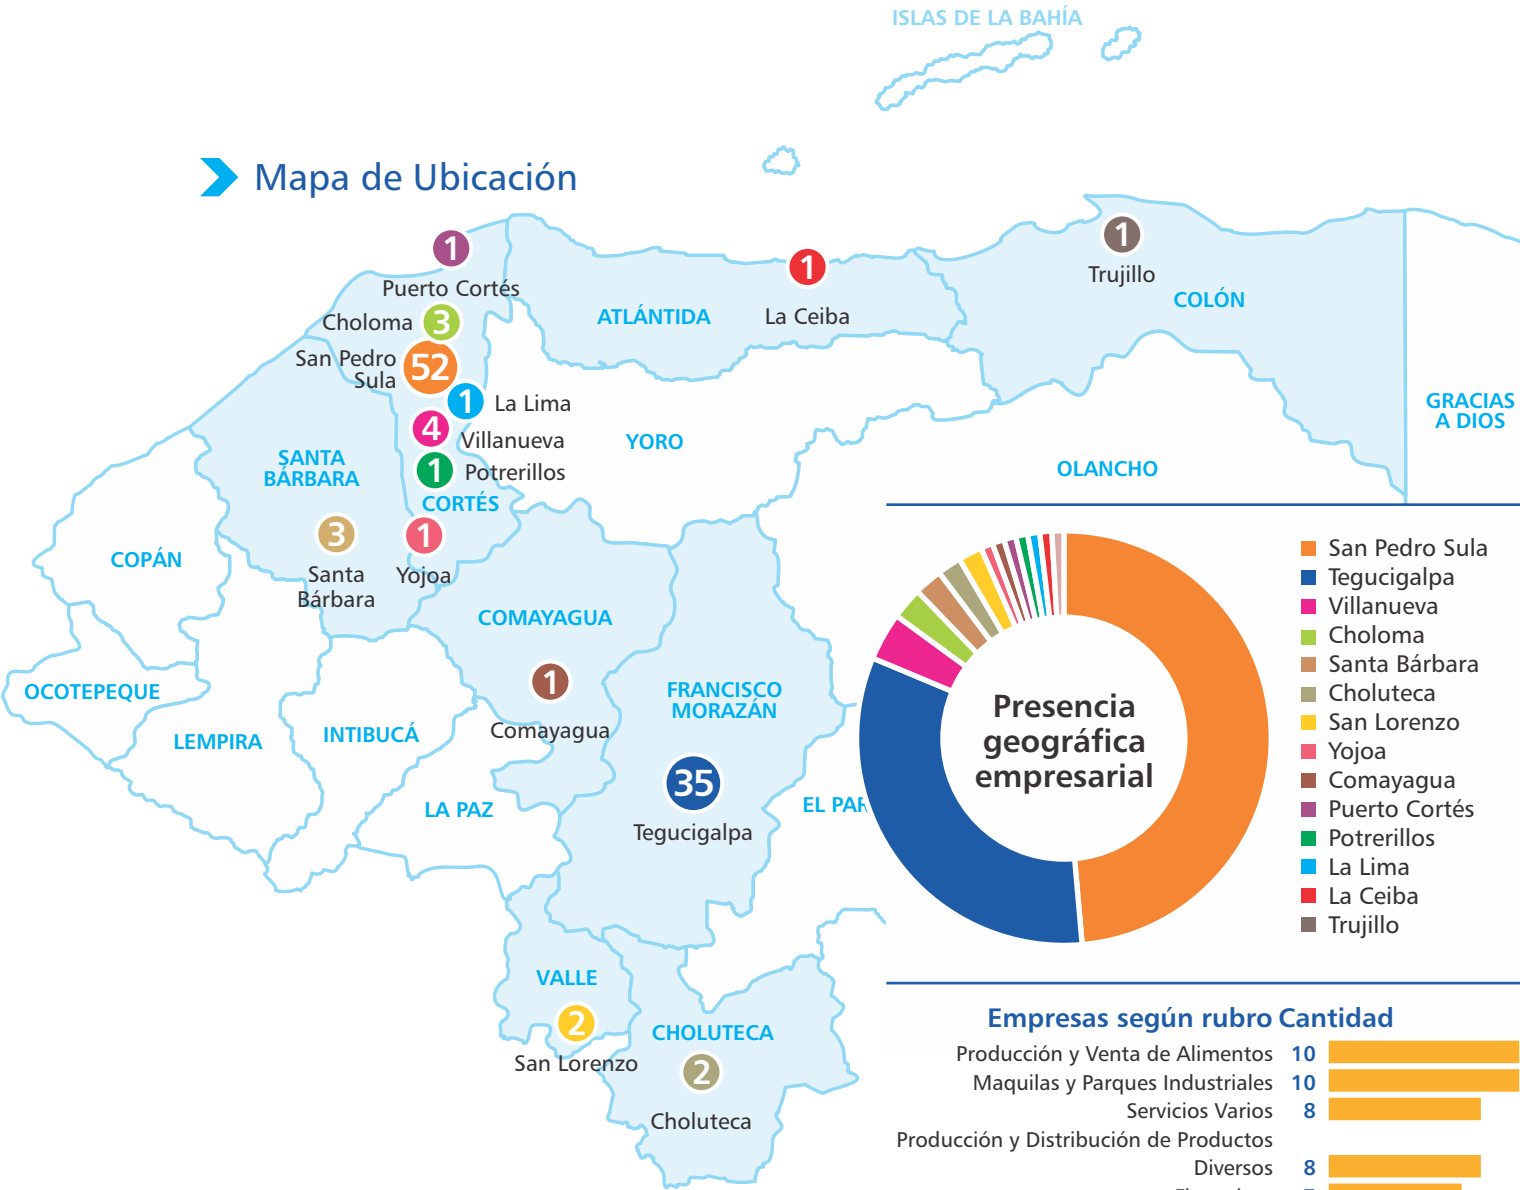 ISLAS DE LA BAHÍA
Mapa de Ubicación
1
Puerto Cortés
1
La Ceiba
1
Trujillo
COLÓN
ATLÁNTIDA
Choloma
3
San Pedro
Sula
52
1
La Lima
4
Villanueva
1
Potrerillos
CORTÉS
YORO
GRACIAS
A DIOS
OLANCHO
SANTA
BÁRBARA
3
Santa
Bárbara
1
Yojoa
COPÁN
COMAYAGUA
1
Comayagua
OCOTEPEQUE
LEMPIRA
INTIBUCÁ
FRANCISCO
MORAZÁN
35
Tegucigalpa
LA PAZ
EL PAR
VALLE
2
San Lorenzo
CHOLUTECA
2
Choluteca
Presencia
geográfica
empresarial
San Pedro Sula
Tegucigalpa
Villanueva
Choloma
Santa Bárbara
Choluteca
San Lorenzo
Yojoa
Comayagua
Puerto Cortés
Potrerillos
La Lima
La Ceiba
Trujillo
Empresas según rubro Cantidad
Producción y Venta de Alimentos 10
Maquilas y Parques Industriales 10
Servicios Varios 8
Producción y Distribución de Productos
Diversos 8